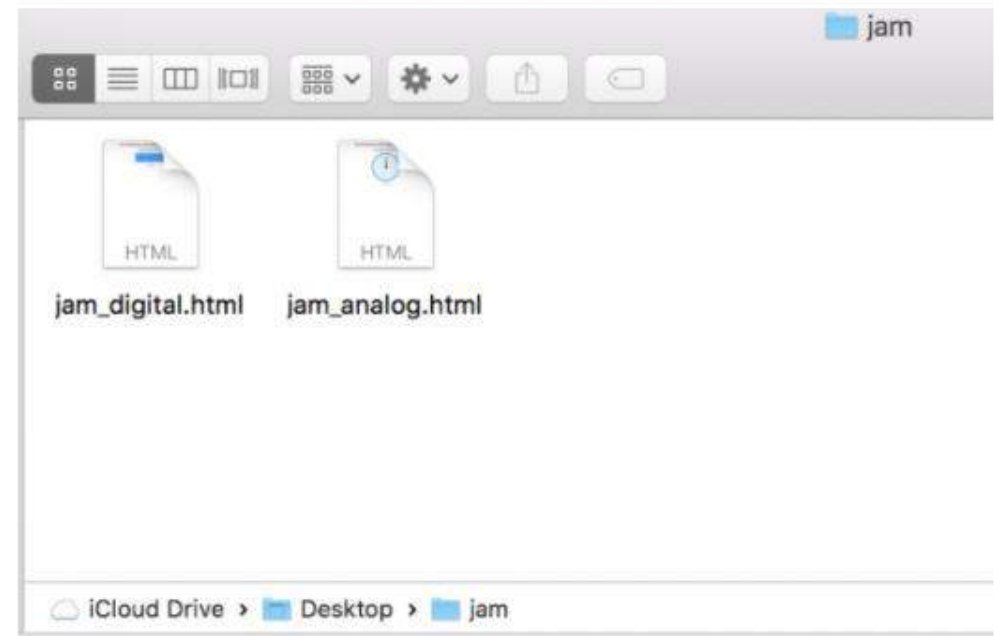 jam
HTML
HTML
jam_digital.html
jam_analog.html
iCloud Drive › Desktop › jam